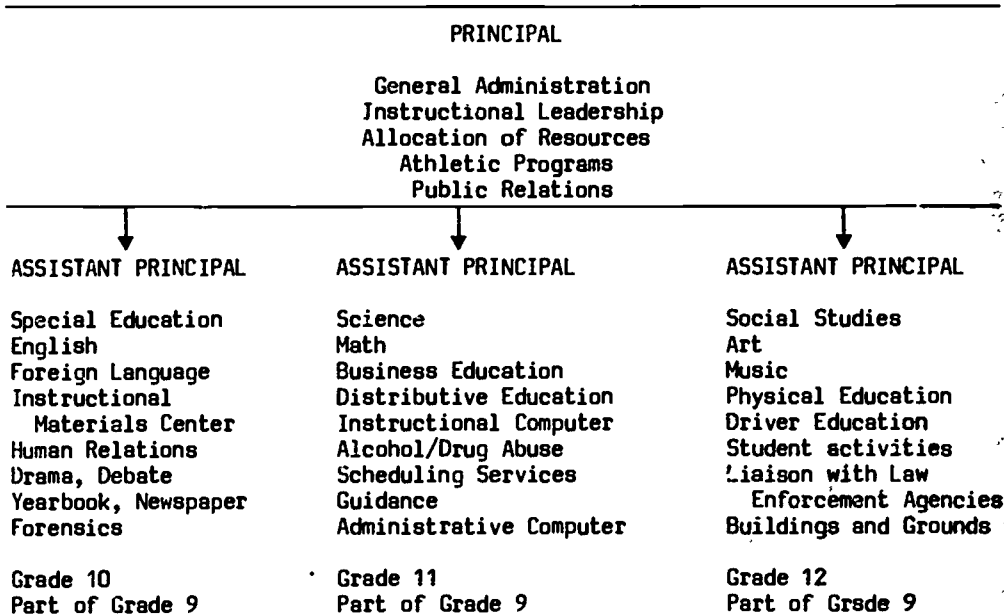 PRINCIPAL
General Administration
Instructional Leadership
Allocation of Resources
Athletic Programs
Public Relations
ASSISTANT PRINCIPAL
Special Education
English
Foreign Language
Instructional
Materials Center
Human Relations
Drama, Debate
Yearbook, Newspaper
Forensics
Grade 10
Part of Grade 9
ASSISTANT PRINCIPAL
Science
Math
Business Education
Distributive Education
Instructional Computer
Alcohol/Drug Abuse
Scheduling Services
Guidance
Administrative Computer
Grade 11
Part of Grade 9
ASSISTANT PRINCIPAL
Social Studies
Art
Music
Physical Education
Driver Education
Student activities
Liaison with Law
Enforcement Agencies
Buildings and Grounds
Grade 12
Part of Grade 9